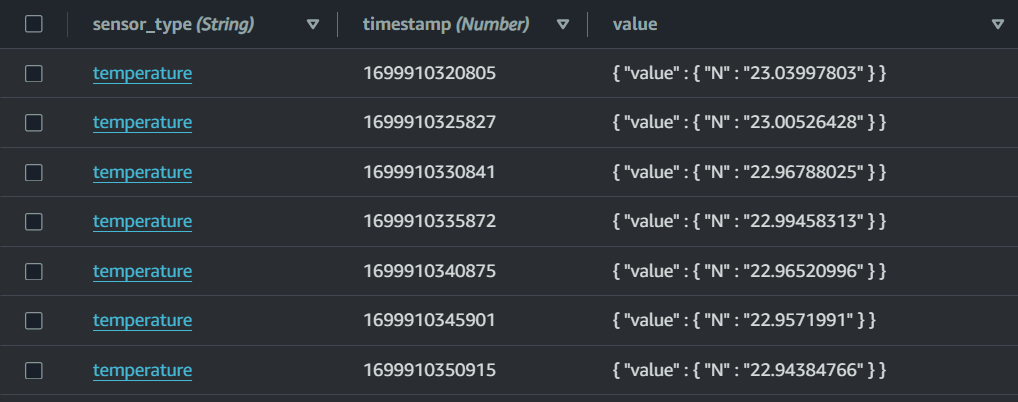 sensor_type (String) timestamp (Number) value
temperature 1699910320805 { "value" : { "N" : "23.03997803" } }
temperature 1699910325827 { "value" : { "N" : "23.00526428" } }
temperature 1699910330841 { "value" : { "N" : "22.96788025" } }
temperature 1699910335872 { "value" : { "N" : "22.99458313" } }
temperature 1699910340875 { "value" : { "N" : "22.96520996" } }
temperature 1699910345901 { "value" : { "N" : "22.9571991" } }
temperature 1699910350915 { "value" : { "N" : "22.94384766" } }